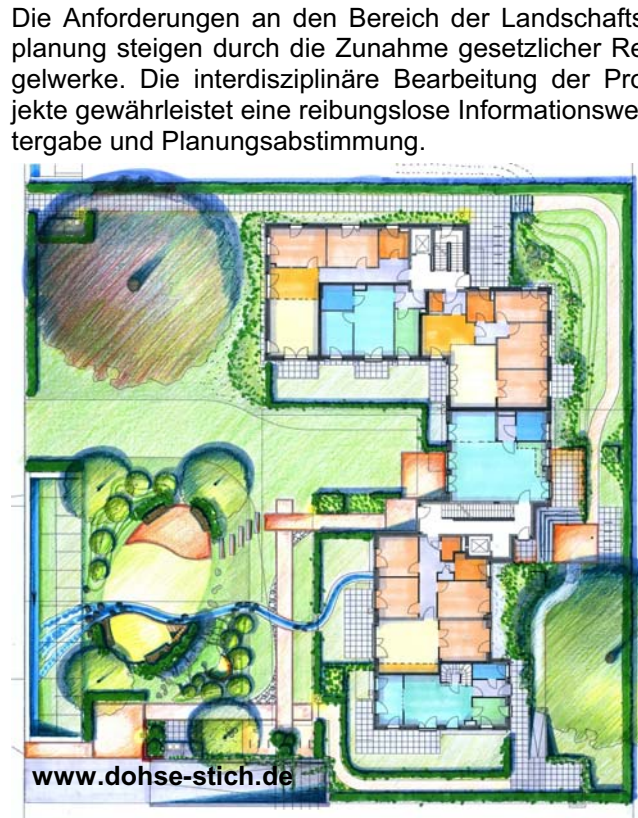 Die Anforderungen an den Bereich der Landschafts
planung steigen durch die Zunahme gesetzlicher Re
gelwerke. Die interdisziplinäre Bearbeitung der Pro
jekte gewährleistet eine reibungslose Informationswe
tergabe und Planungsabstimmung.
www.dohse-stich.de